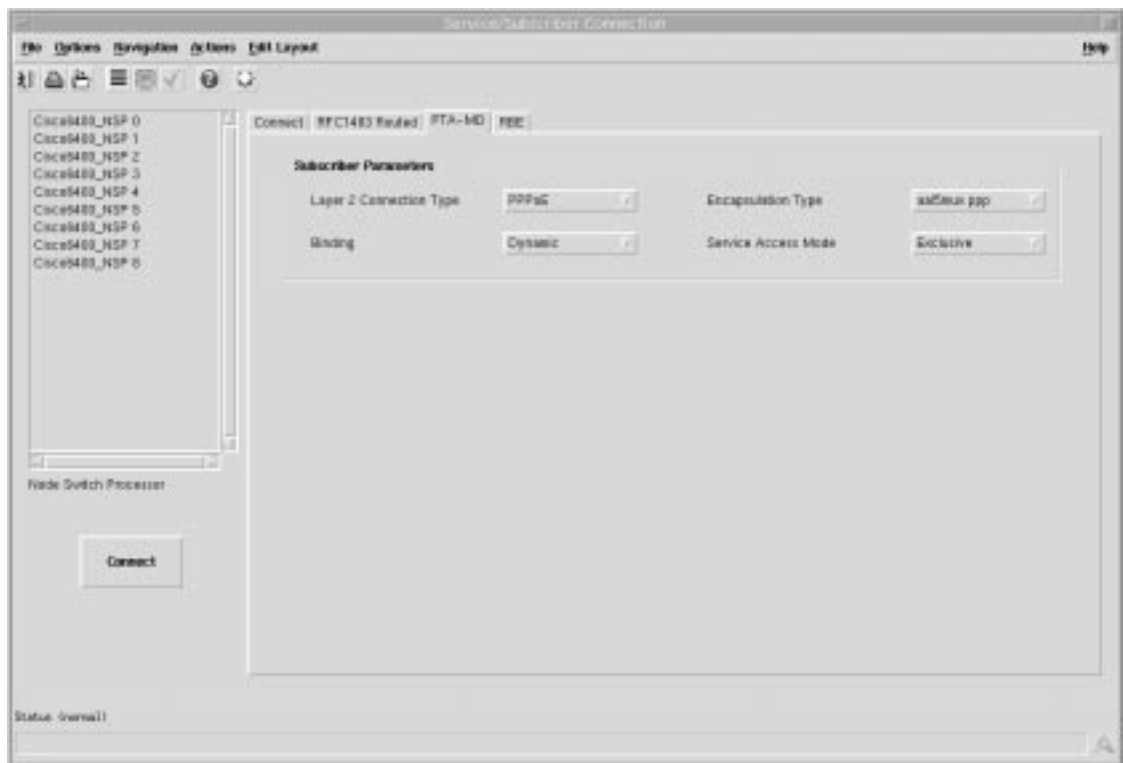 Service/Subscriber Connection
File Options Navigation Actions Edit Layout Help
Cisco6400_NSP 0
Cisco6400_NSP 1
Cisco6400_NSP 2
Cisco6400_NSP 3
Cisco6400_NSP 4
Cisco6400_NSP 5
Cisco6400_NSP 6
Cisco6400_NSP 7
Cisco6400_NSP 8
Node Switch Processor
Connect
Connect RFC1483 Routed PTA-MD RBE
Subscriber Parameters
Layer 2 Connection Type PPPoE Encapsulation Type aal5mux ppp
Binding Dynamic Service Access Mode Exclusive
Status: (normal)